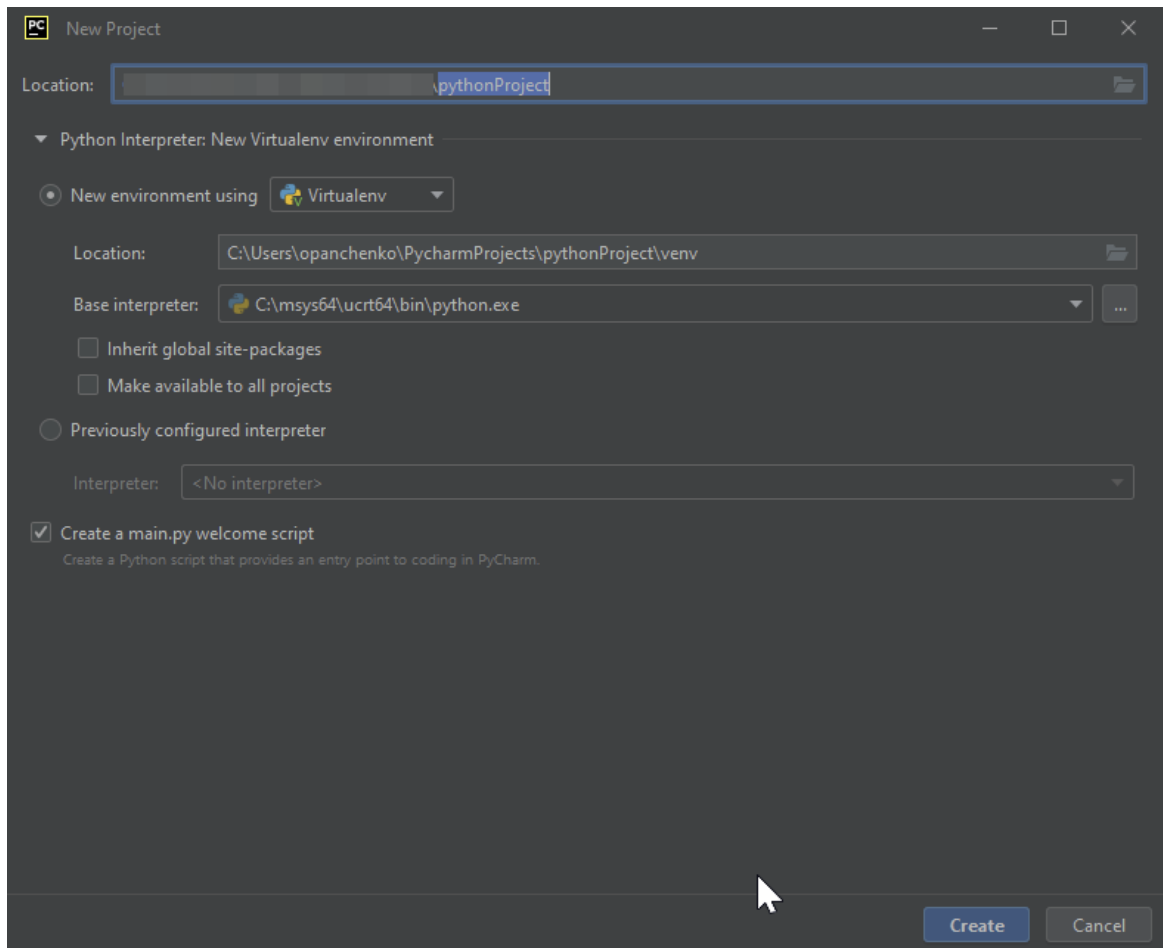 PC New Project
Location: \pythonProject
Python Interpreter: New Virtualenv environment
New environment using Virtualenv
Location: C:\Users\opanchenko\PycharmProjects\pythonProject\venv
Base interpreter: C:\msys64\ucrt64\bin\python.exe ...
Inherit global site-packages
Make available to all projects
Previously configured interpreter
Interpreter: <No interpreter>
Create a main.py welcome script
Create a Python script that provides an entry point to coding in PyCharm.
Create Cancel